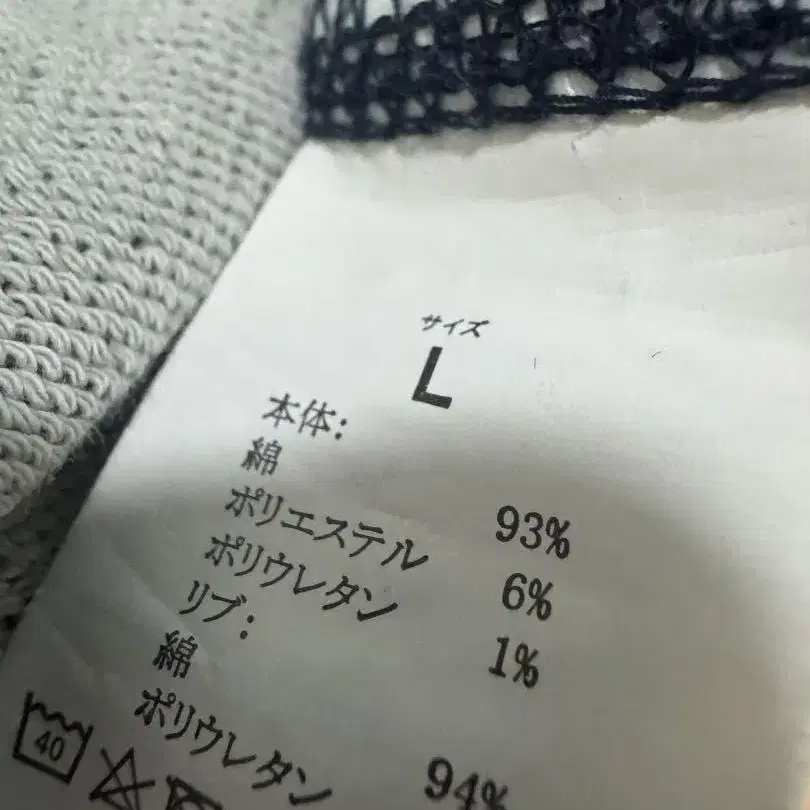 サイズ
L
本体:
綿 93%
ポリエステル 6%
ポリウレタン 1%
リブ:
綿 94%
ポリウレタン
40